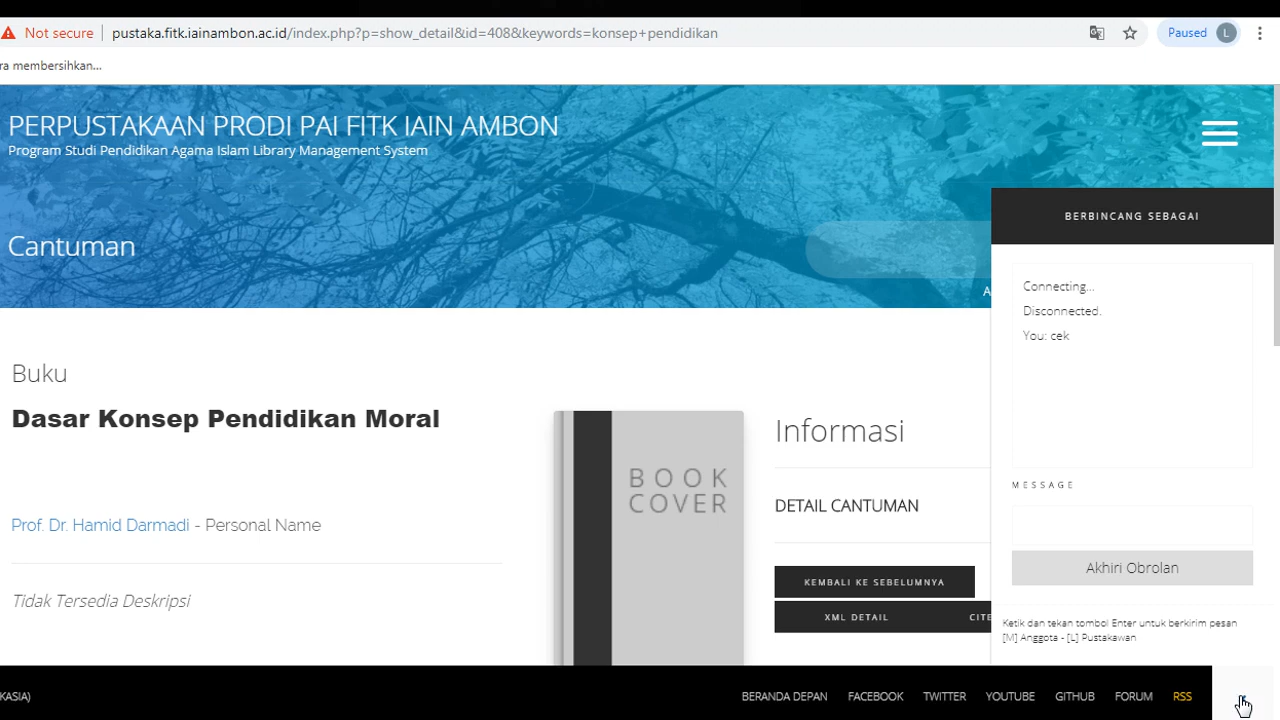 Not secure pustaka.fitk.iainambon.ac.id/index.php?p=show_detail&id=408&keywords=konsep+pendidikan Paused L
ra membersihkan...
PERPUSTAKAAN PRODI PAI FITK IAIN AMBON
Program Studi Pendidikan Agama Islam Library Management System
Cantuman
A
BERBINCANG SEBAGAI
Connecting...
Disconnected.
You: cek
MESSAGE
Akhiri Obrolan
Ketik dan tekan tombol Enter untuk berkirim pesan
[M] Anggota - [L] Pustakawan
Buku
Dasar Konsep Pendidikan Moral
Prof. Dr. Hamid Darmadi - Personal Name
Tidak Tersedia Deskripsi
BOOK
COVER
Informasi
DETAIL CANTUMAN
KEMBALI KE SEBELUMNYA
XML DETAIL CITE
KASIA) BERANDA DEPAN FACEBOOK TWITTER YOUTUBE GITHUB FORUM RSS